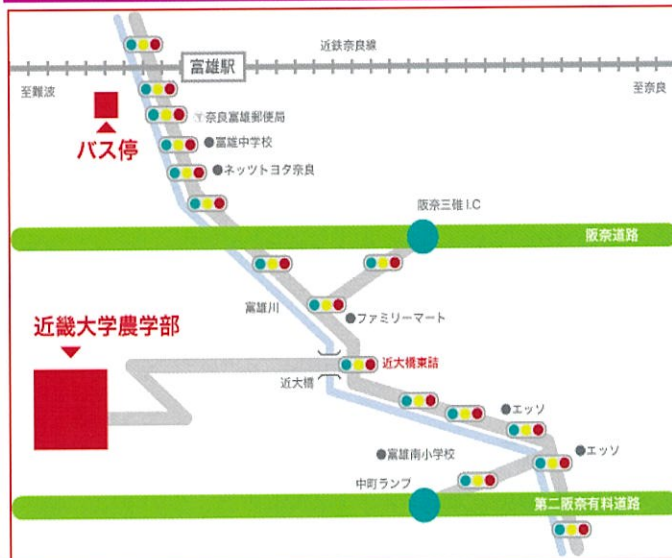 近鉄奈良線
富雄駅
至難波
至奈良
バス停
〒奈良富雄郵便局
●富雄中学校
●ネッツトヨタ奈良
阪奈三碓 I.C
阪奈道路
富雄川
●ファミリーマート
近畿大学農学部
近大橋東詰
近大橋
●エッソ
●エッソ
●富雄南小学校
中町ランプ
第二阪奈有料道路